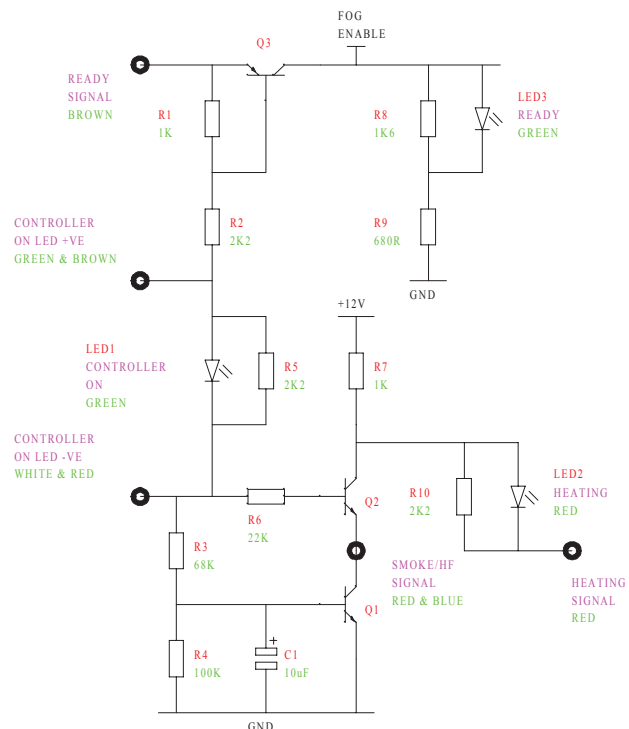 FOG
ENABLE
Q3
READY
SIGNAL
BROWN
R1
1K
R8
1K6
LED3
READY
GREEN
CONTROLLER
ON LED +VE
GREEN & BROWN
R2
2K2
R9
680R
GND
+12V
LED1
CONTROLLER
ON
GREEN
R5
2K2
R7
1K
CONTROLLER
ON LED -VE
WHITE & RED
R6
22K
Q2
R10
2K2
LED2
HEATING
RED
R3
68K
SMOKE/HF
SIGNAL
RED & BLUE
HEATING
SIGNAL
RED
Q1
R4
100K
+
C1
10uF
GND